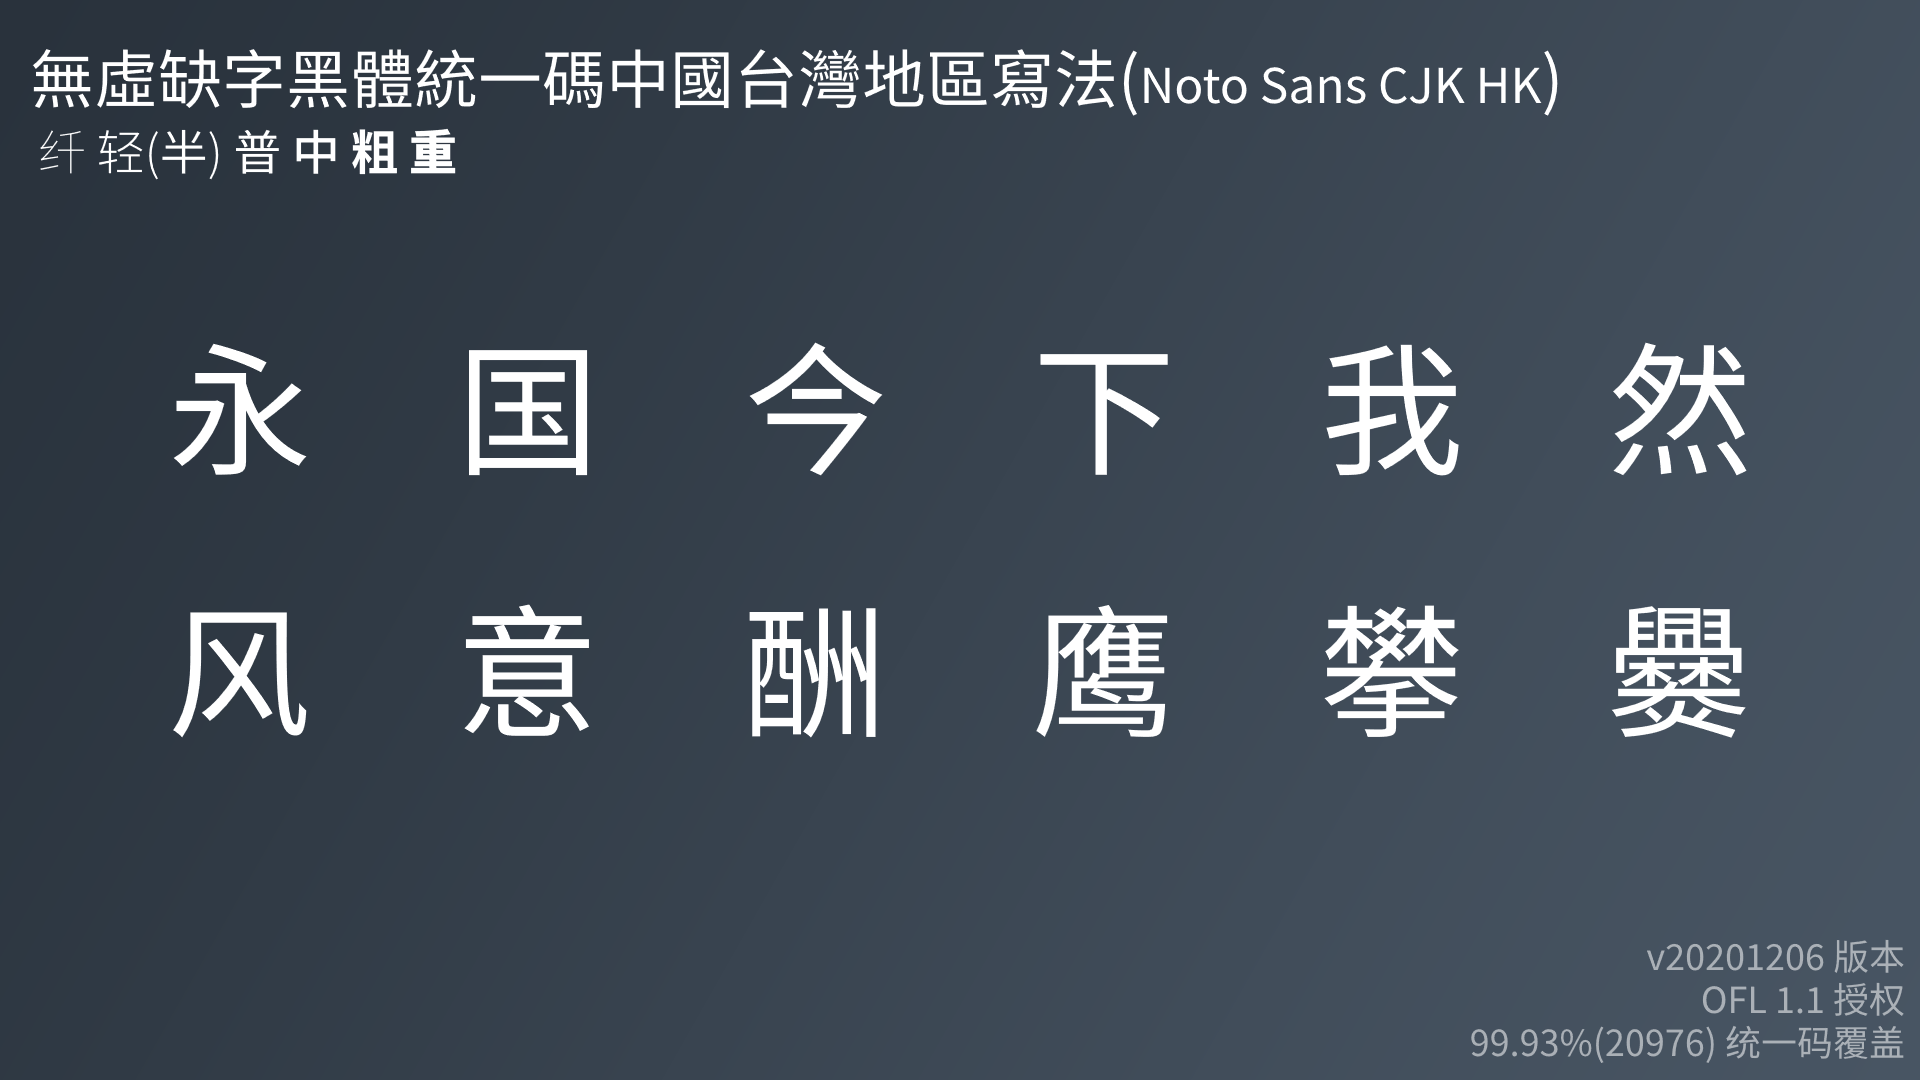 無虛缺字黑體統一碼中國台灣地區寫法(Noto Sans CJK HK)
纤 轻(半) 普 中 粗 重
永 国 今 下 我 然
风 意 酬 鹰 攀 爨
v20201206 版本
OFL 1.1 授权
99.93%(20976) 统一码覆盖